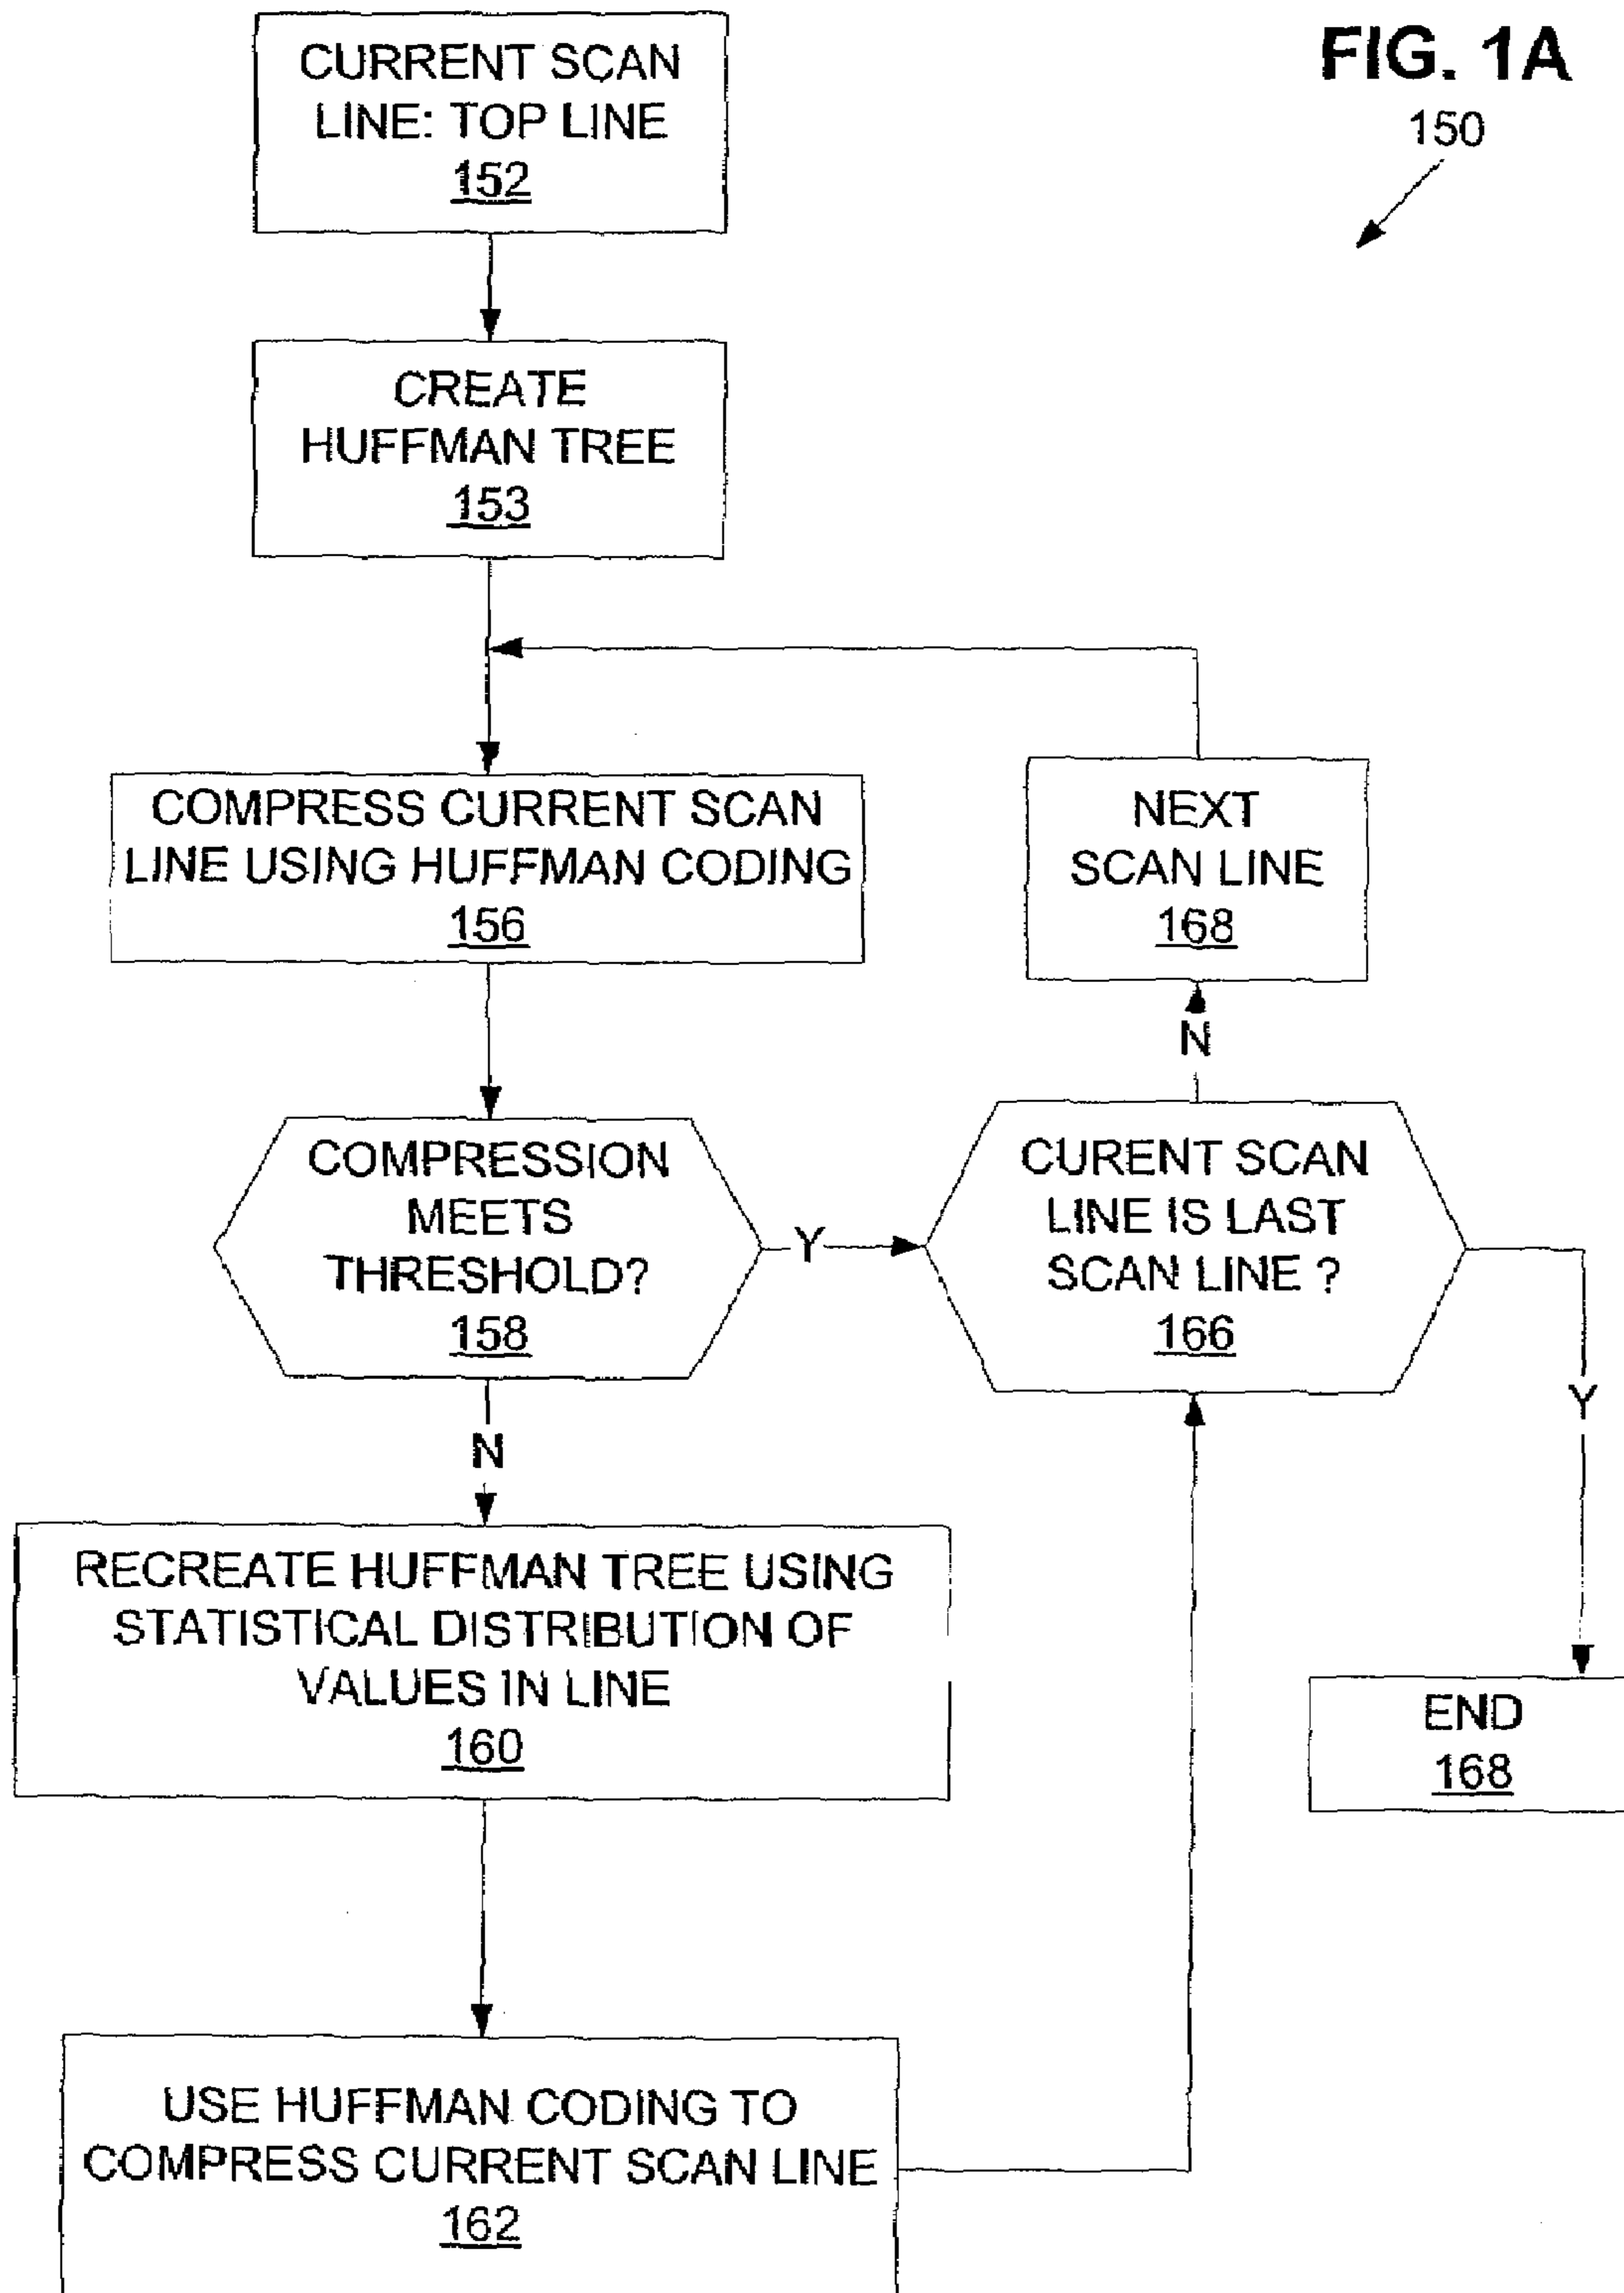 FIG. 1A
150
CURRENT SCAN
LINE: TOP LINE
152
CREATE
HUFFMAN TREE
153
COMPRESS CURRENT SCAN
LINE USING HUFFMAN CODING
156
NEXT
SCAN LINE
168
N
COMPRESSION
MEETS
THRESHOLD?
158
Y
CURENT SCAN
LINE IS LAST
SCAN LINE ?
166
Y
N
RECREATE HUFFMAN TREE USING
STATISTICAL DISTRIBUTION OF
VALUES IN LINE
160
END
168
USE HUFFMAN CODING TO
COMPRESS CURRENT SCAN LINE
162